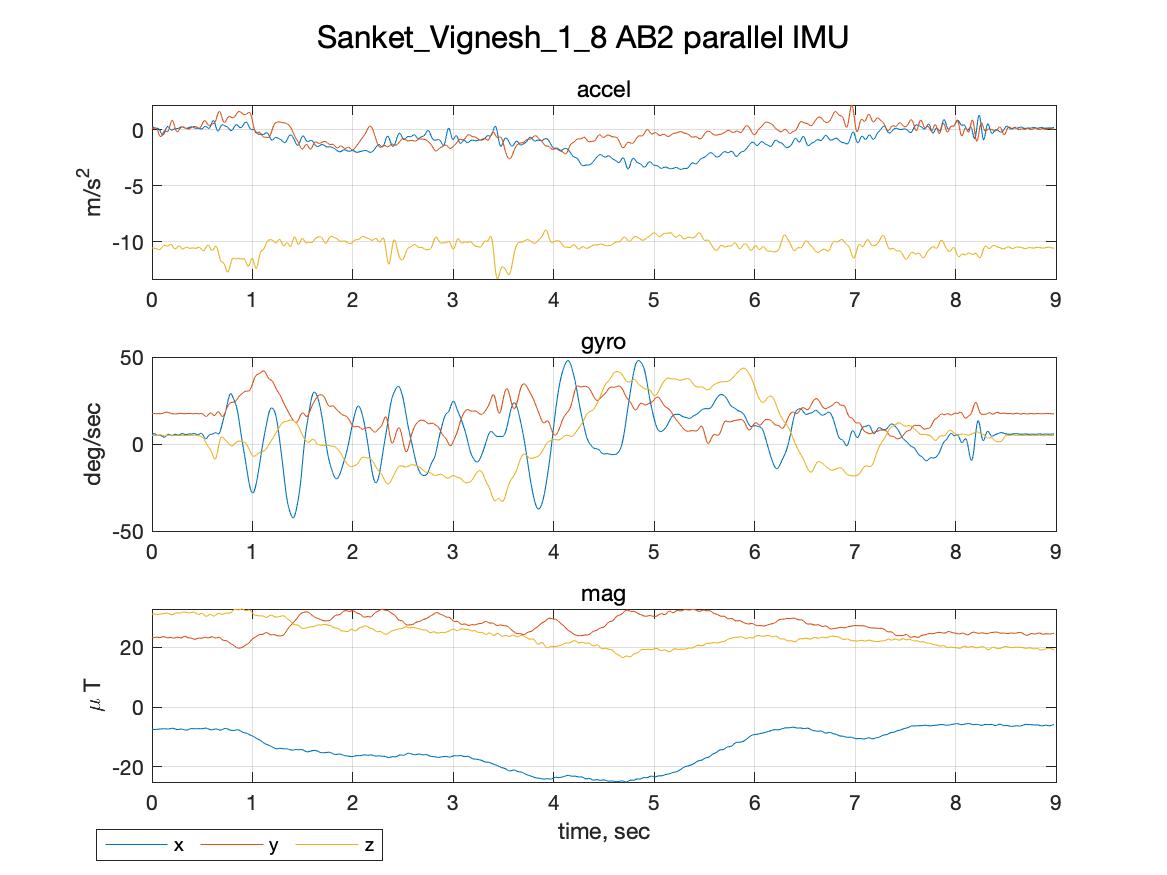 Sanket_Vignesh_1_8 AB2 parallel IMU
accel
m/s²
0
-5
-10
0 1 2 3 4 5 6 7 8 9
gyro
deg/sec
50
0
-50
0 1 2 3 4 5 6 7 8 9
mag
μ T
20
0
-20
0 1 2 3 4 5 6 7 8 9
time, sec
x y z